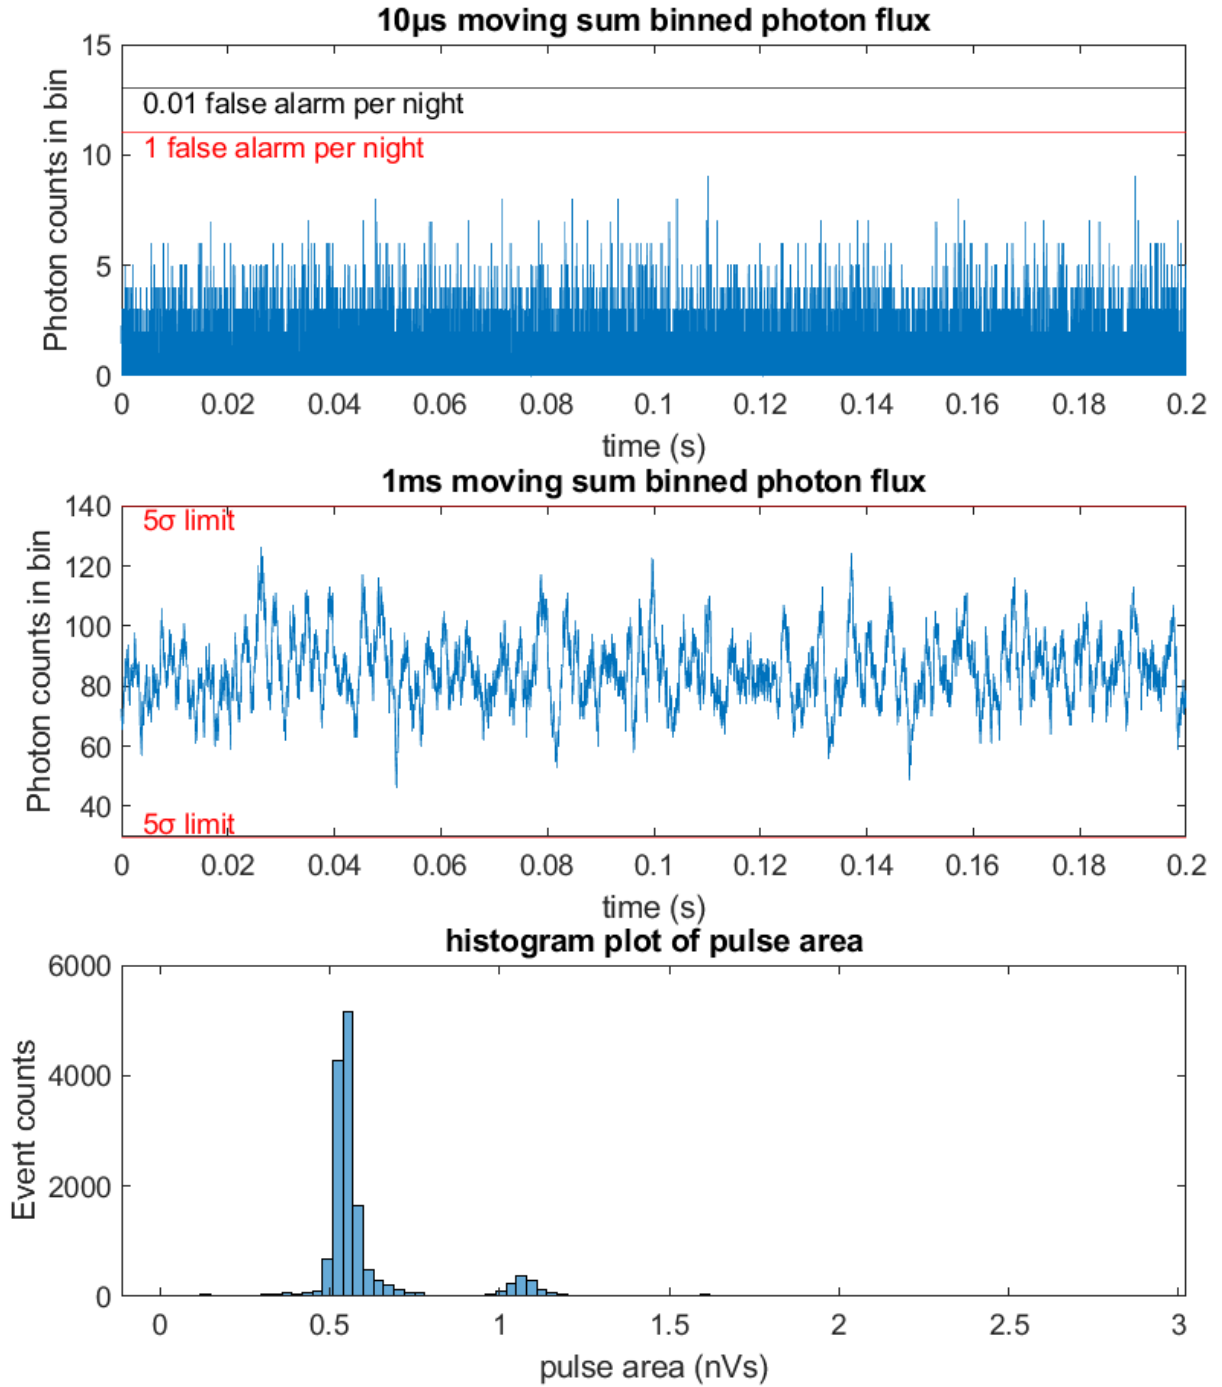 10µs moving sum binned photon flux
15
0.01 false alarm per night
1 false alarm per night
10
5
0
Photon counts in bin
0 0.02 0.04 0.06 0.08 0.1 0.12 0.14 0.16 0.18 0.2
time (s)
1ms moving sum binned photon flux
140
5σ limit
120
100
80
60
40
5σ limit
Photon counts in bin
0 0.02 0.04 0.06 0.08 0.1 0.12 0.14 0.16 0.18 0.2
time (s)
histogram plot of pulse area
6000
4000
2000
0
Event counts
0 0.5 1 1.5 2 2.5 3
pulse area (nVs)